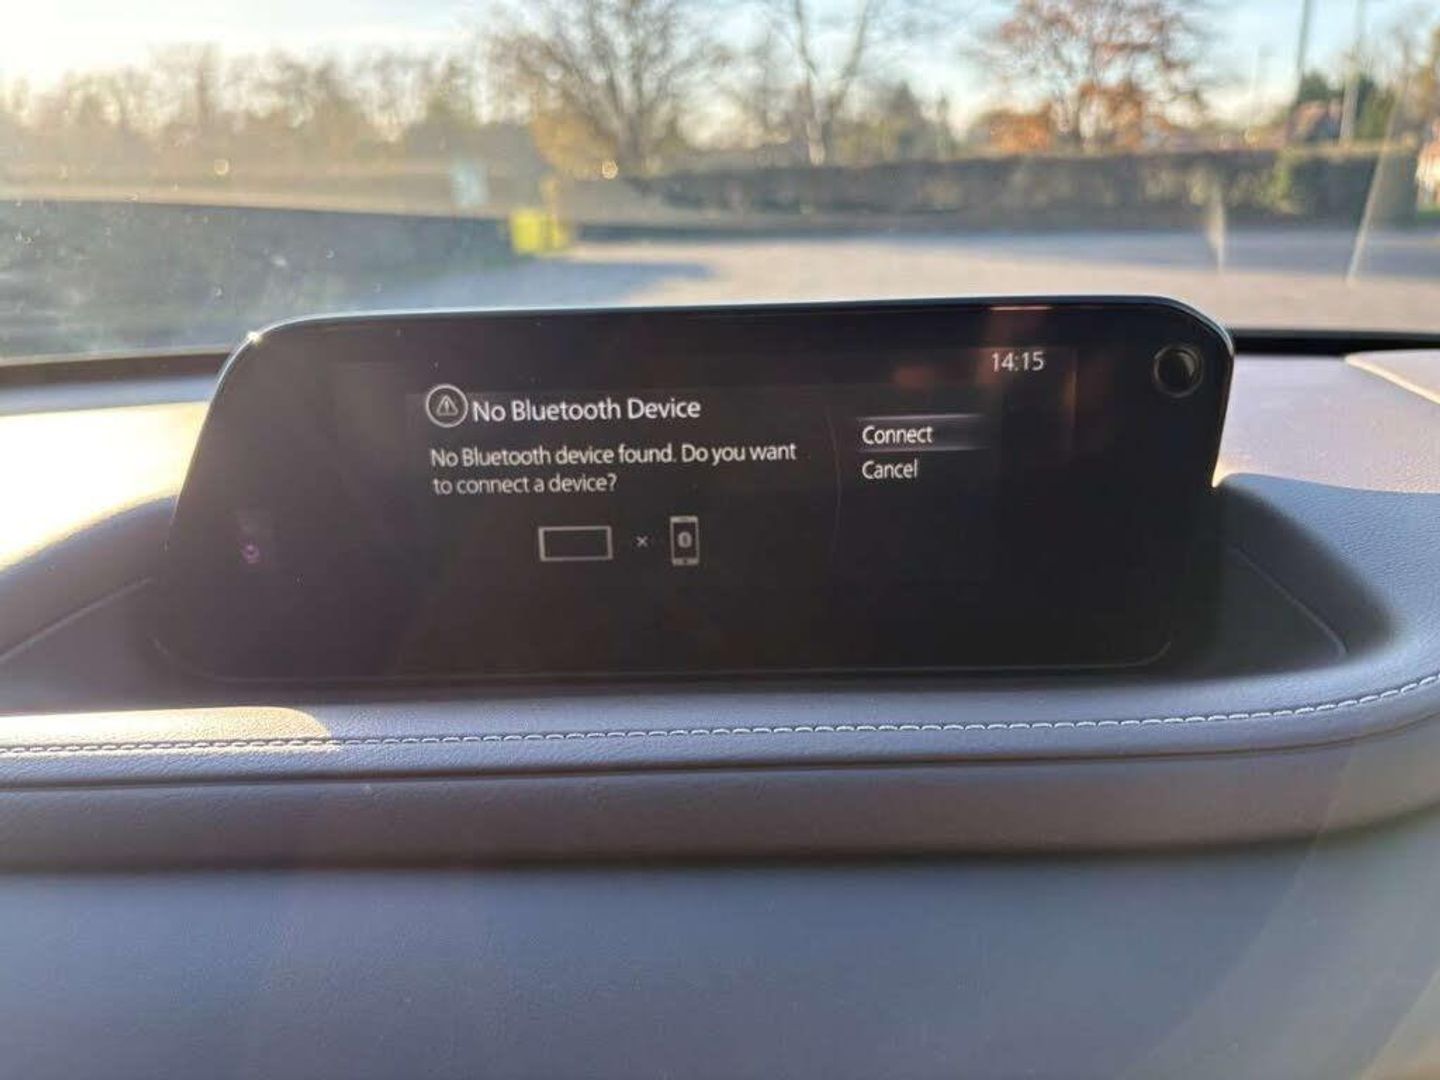 14:15
No Bluetooth Device
No Bluetooth device found. Do you want
to connect a device?
Connect
Cancel